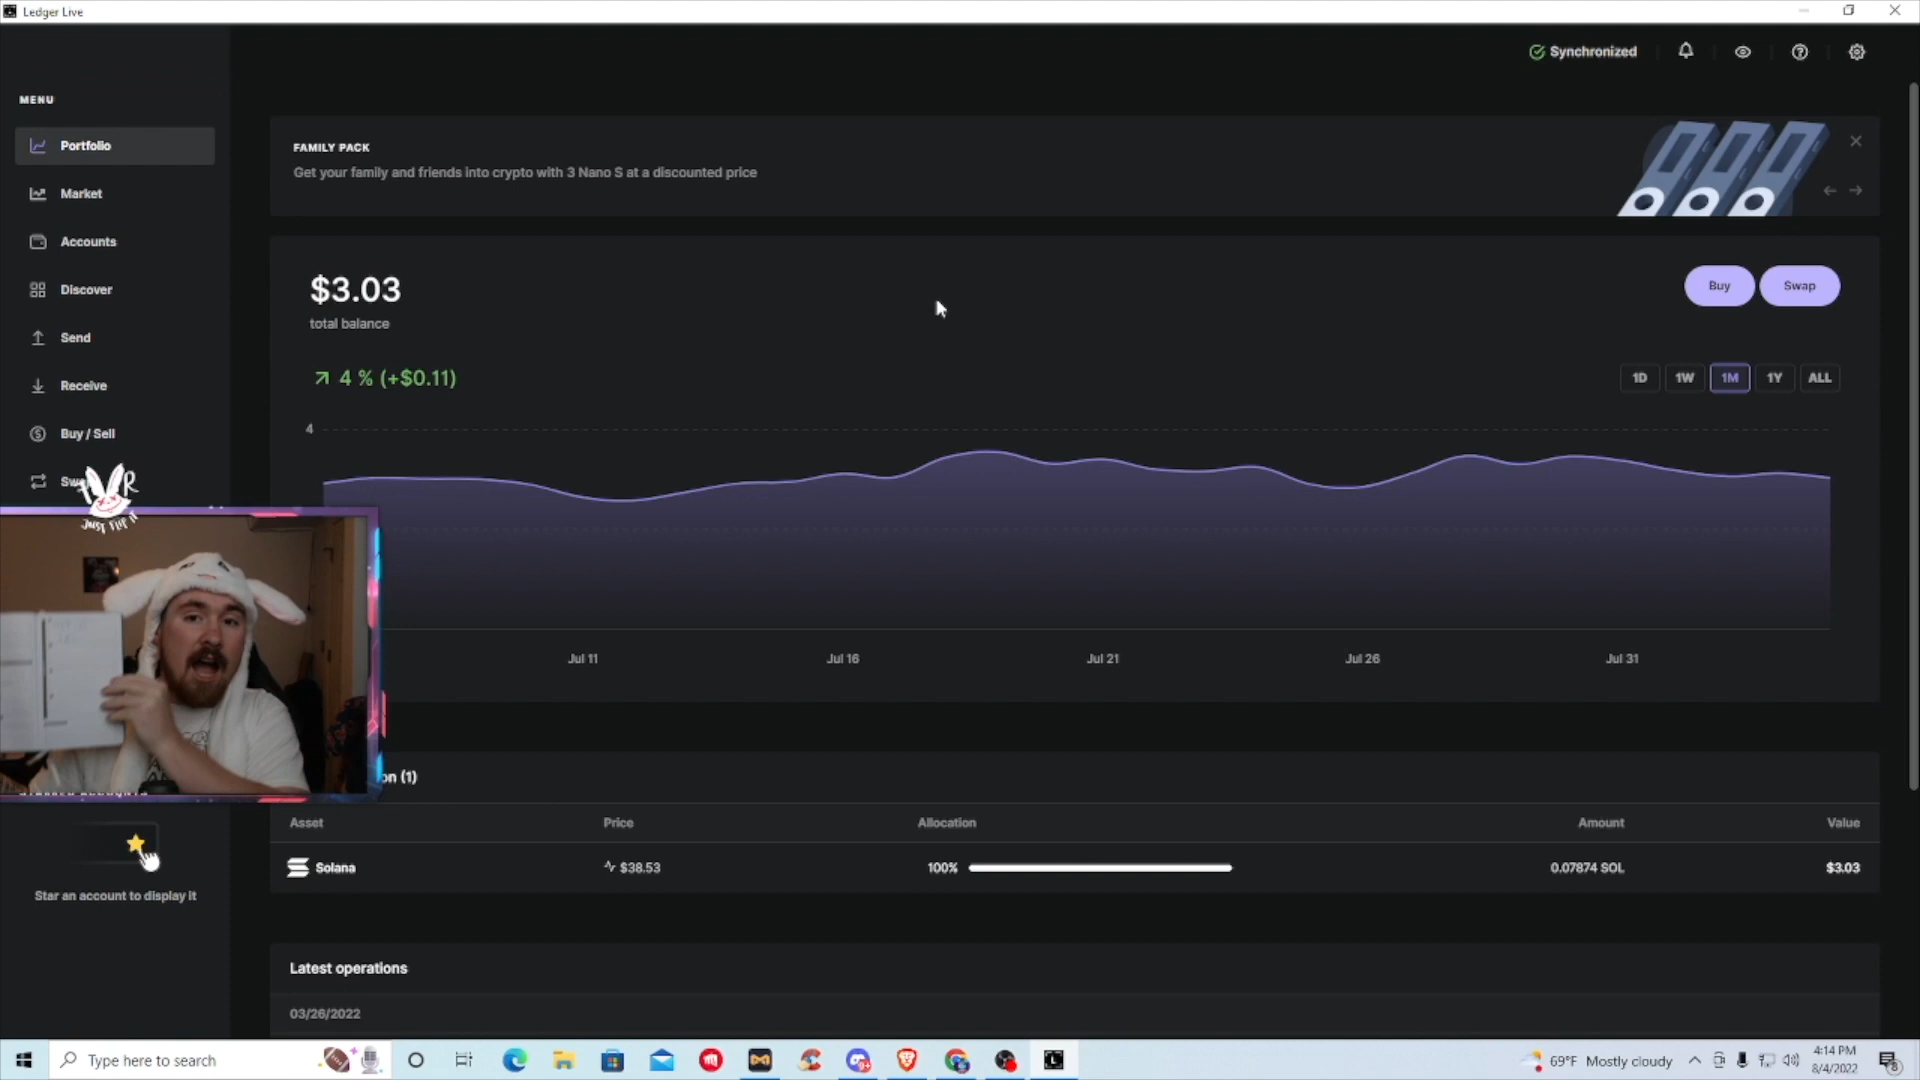 Ledger Live
Synchronized
MENU
Portfolio
Market
Accounts
Discover
Send
Receive
Buy / Sell
FAMILY PACK
Get your family and friends into crypto with 3 Nano S at a discounted price
$3.03
total balance
Buy
Swap
4 % (+$0.11)
1D
1W
1M
1Y
ALL
4
JUST FLIP IT
Jul 11
Jul 16
Jul 21
Jul 26
Jul 31
on (1)
Asset
Price
Allocation
Amount
Value
Solana
$38.53
100%
0.07874 SOL
$3.03
Star an account to display it
Latest operations
03/26/2022
Type here to search
69°F Mostly cloudy
4:14 PM
8/4/2022
8